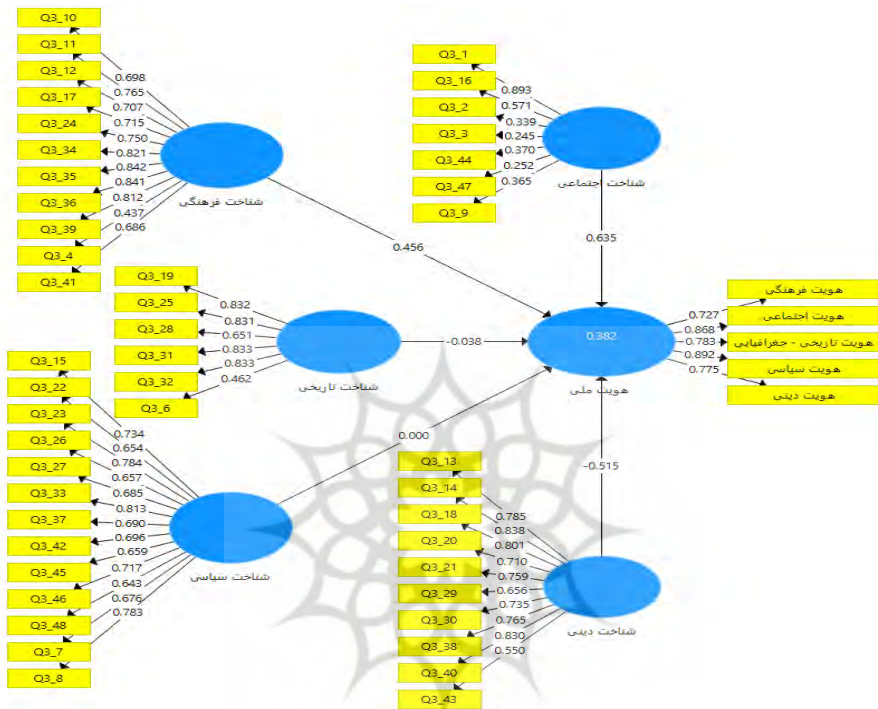 Q3_10
Q3_11
Q3_12
Q3_17
Q3_24
Q3_34
Q3_35
Q3_36
Q3_39
Q3_4
Q3_41
0.698
0.765
0.707
0.715
0.750
0.821
0.842
0.841
0.812
0.437
0.686
شناخت فرهنگی
0.456
Q3_1
Q3_16
Q3_2
Q3_3
Q3_44
Q3_47
Q3_9
0.893
0.571
0.339
0.245
0.370
0.252
0.365
شناخت اجتماعی
0.635
Q3_19
Q3_25
Q3_28
Q3_31
Q3_32
Q3_6
0.832
0.831
0.651
0.833
0.833
0.462
شناخت تاریخی
-0.038
0.382
هویت ملی
0.727
0.868
0.783
0.892
0.775
هویت فرهنگی
هویت اجتماعی
هویت تاریخی - جغرافیایی
هویت سیاسی
هویت دینی
Q3_15
Q3_22
Q3_23
Q3_26
Q3_27
Q3_33
Q3_37
Q3_42
Q3_45
Q3_46
Q3_48
Q3_7
Q3_8
0.734
0.654
0.784
0.657
0.685
0.813
0.690
0.696
0.659
0.717
0.643
0.676
0.783
شناخت سیاسی
0.000
Q3_13
Q3_14
Q3_18
Q3_20
Q3_21
Q3_29
Q3_30
Q3_38
Q3_40
Q3_43
0.785
0.838
0.801
0.710
0.759
0.656
0.735
0.765
0.830
0.550
شناخت دینی
-0.515